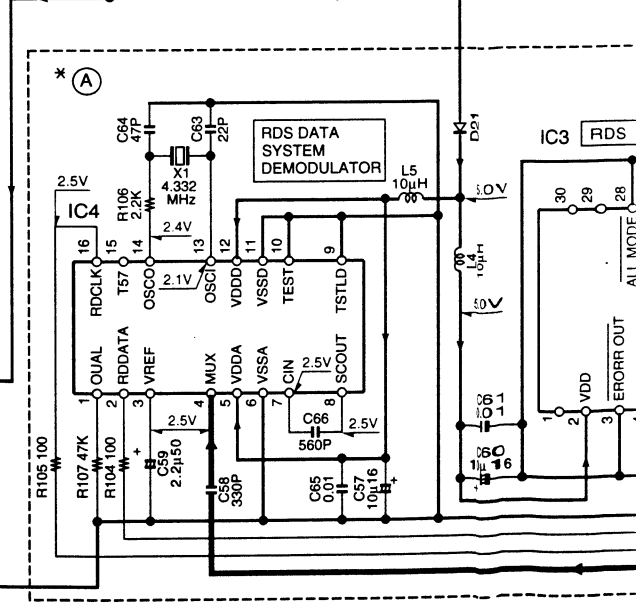 * A
C64
47P
C63
22P
RDS DATA
SYSTEM
DEMODULATOR
D21
IC3
RDS
X1
4.332
MHz
L5
10μH
2.5V
IC4
R106
2.2K
2.4V
5.0V
30
29
28
16
15
14
13
12
11
10
9
RDCLK
T57
OSCO
2.1V
OSCI
VDDD
VSSD
TEST
TSTLD
L4
10μH
ALL MODE
5.0V
QUAL
RDDATA
VREF
MUX
VDDA
VSSA
CIN
2.5V
SCOUT
VDD
ERORR OUT
1
2
3
4
5
6
7
8
C61
0.01
1
2
3
2.5V
C66
560P
2.5V
R105 100
R107 47K
R104 100
+
C59
2.2μ50
C58
330P
C65
0.01
C57
10μ16
+
C60
10μ 16
+